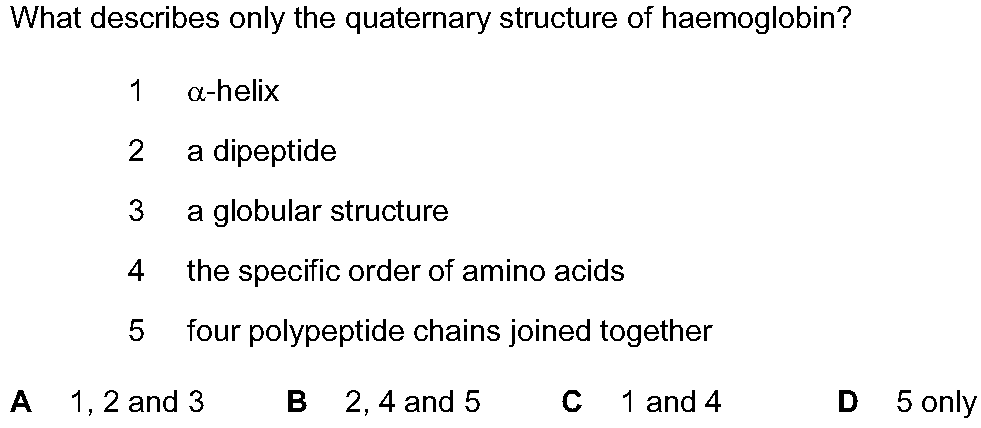 What describes only the quaternary structure of haemoglobin?
1 α-helix
2 a dipeptide
3 a globular structure
4 the specific order of amino acids
5 four polypeptide chains joined together
A 1, 2 and 3 B 2, 4 and 5 C 1 and 4 D 5 only